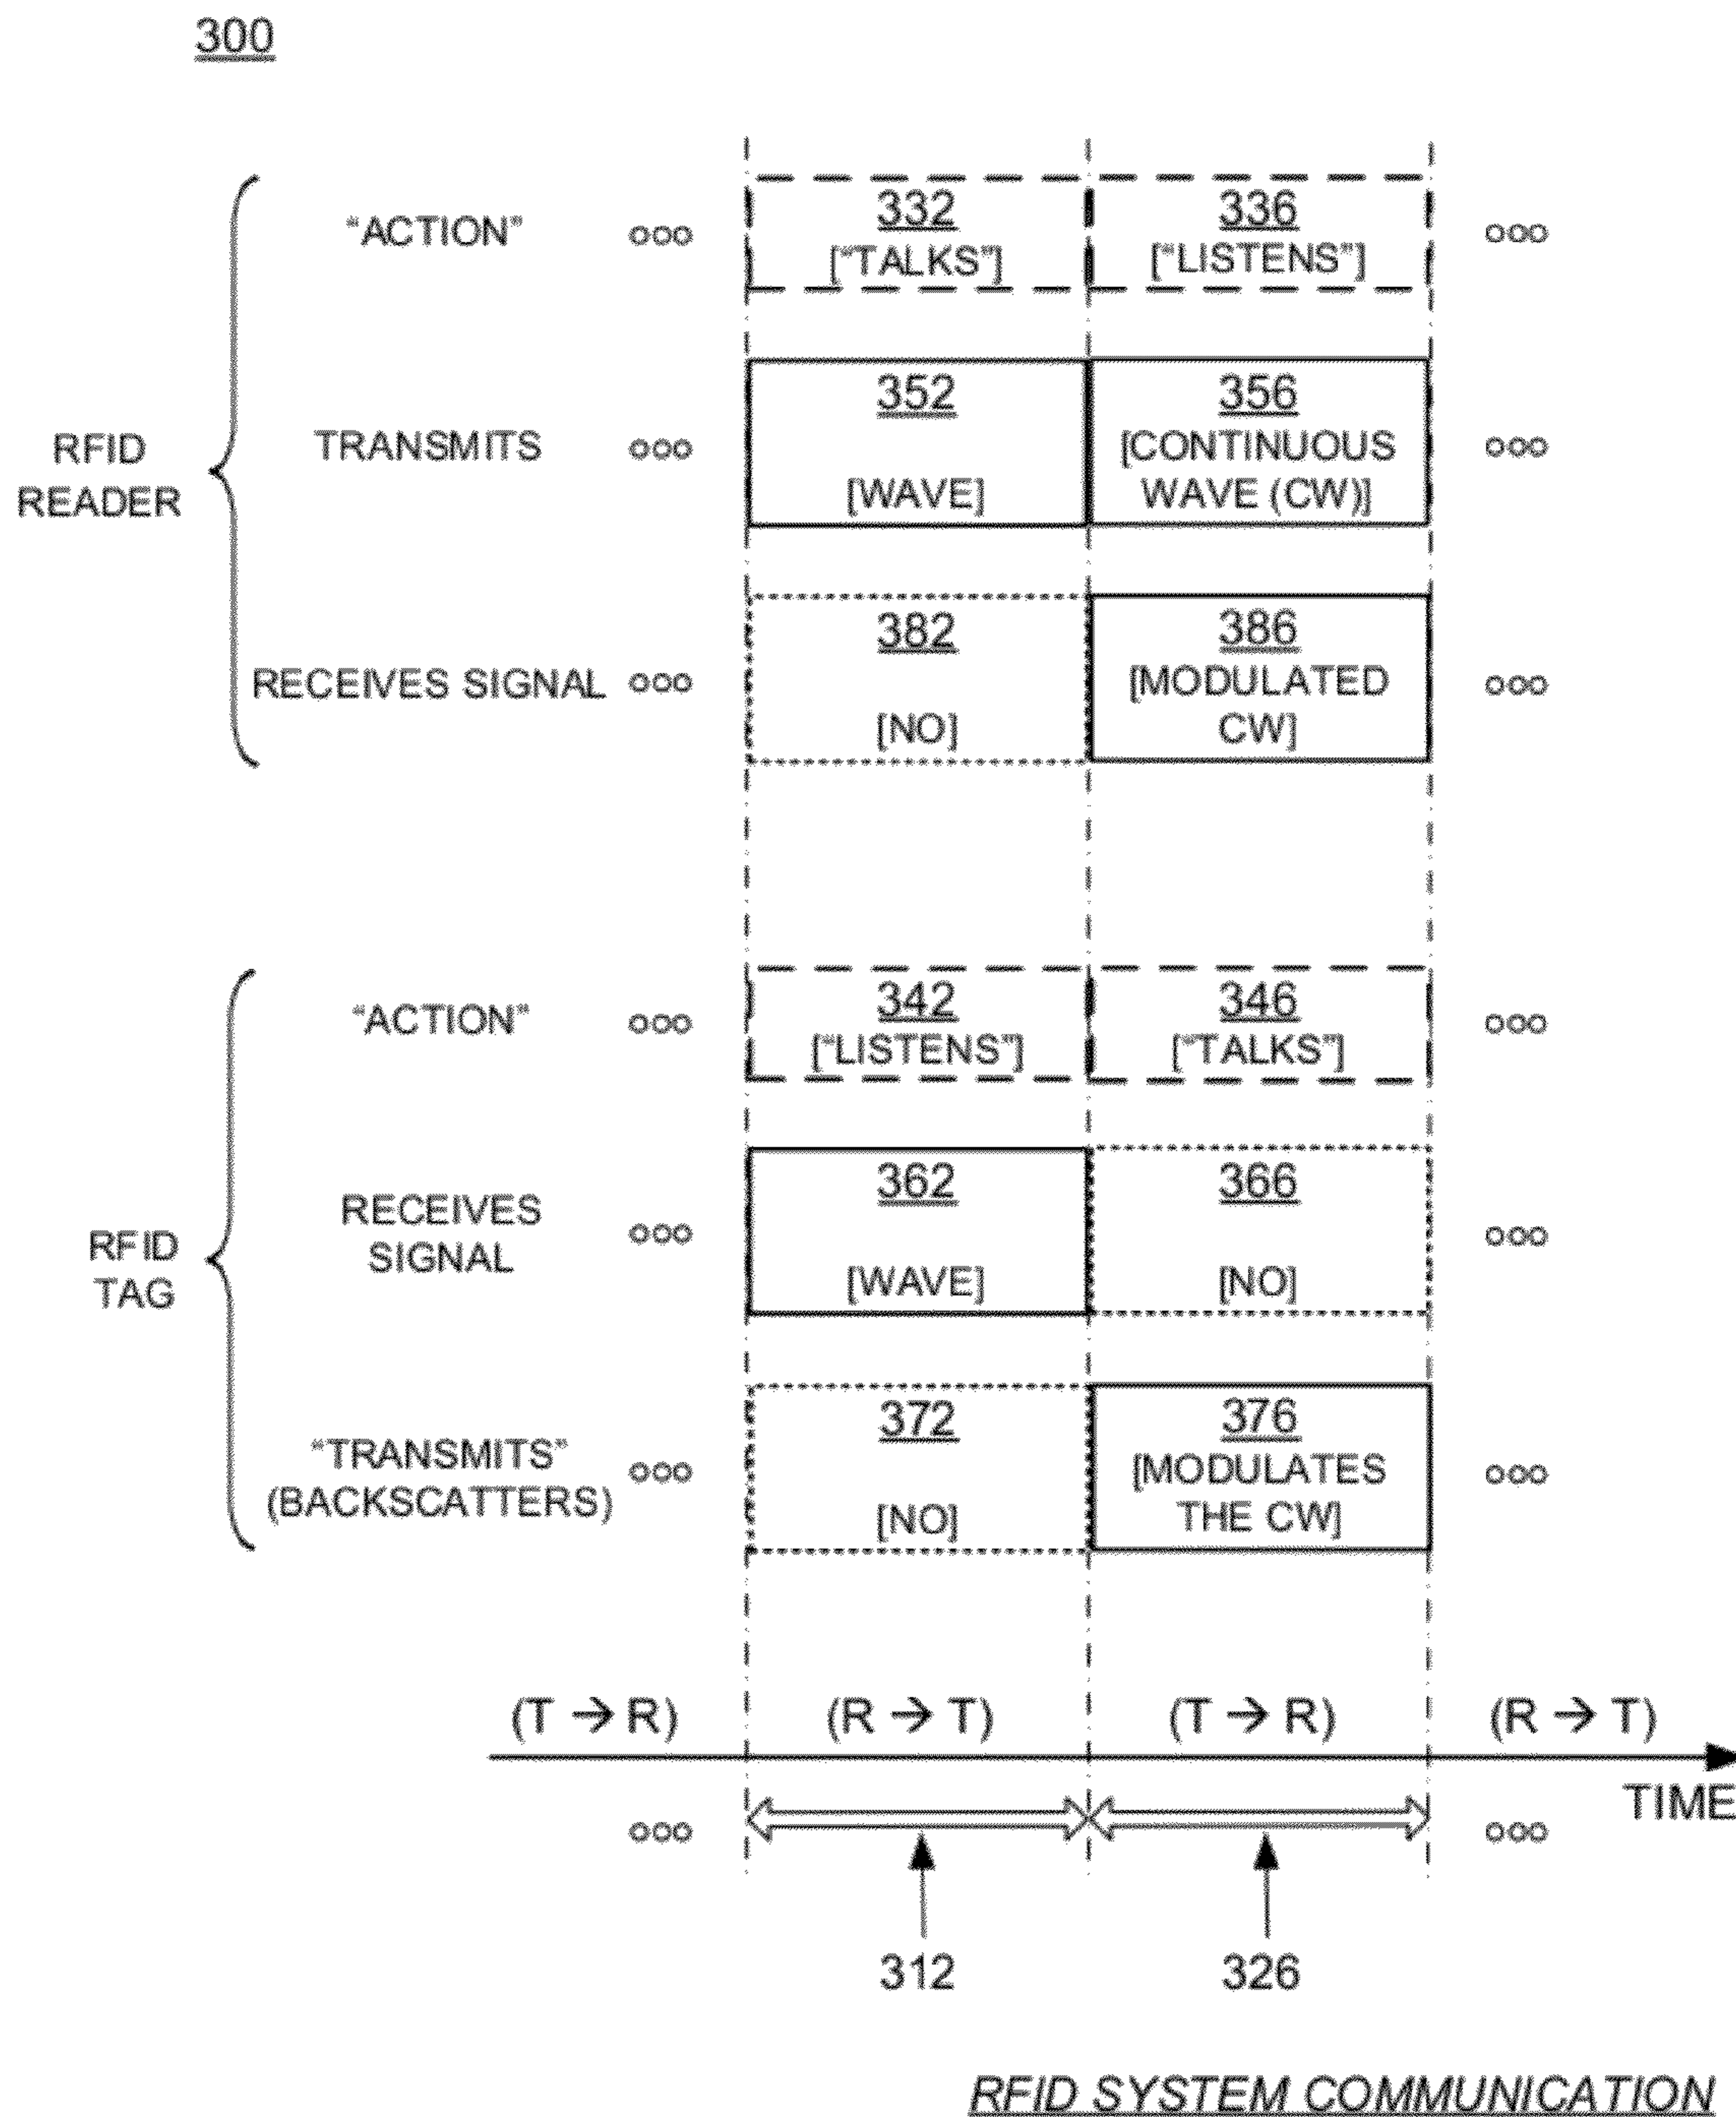 300
"ACTION"
ooo
332
["TALKS"]
336
["LISTENS"]
ooo
RFID
READER
TRANSMITS
ooo
352
[WAVE]
356
[CONTINUOUS
WAVE (CW)]
ooo
RECEIVES SIGNAL
ooo
382
[NO]
386
[MODULATED
CW]
ooo
"ACTION"
ooo
342
["LISTENS"]
346
["TALKS"]
ooo
RFID
TAG
RECEIVES
SIGNAL
ooo
362
[WAVE]
366
[NO]
ooo
"TRANSMITS"
(BACKSCATTERS)
ooo
372
[NO]
376
[MODULATES
THE CW]
ooo
(T → R)
(R → T)
(T → R)
(R → T)
TIME
ooo
ooo
312
326
RFID SYSTEM COMMUNICATION